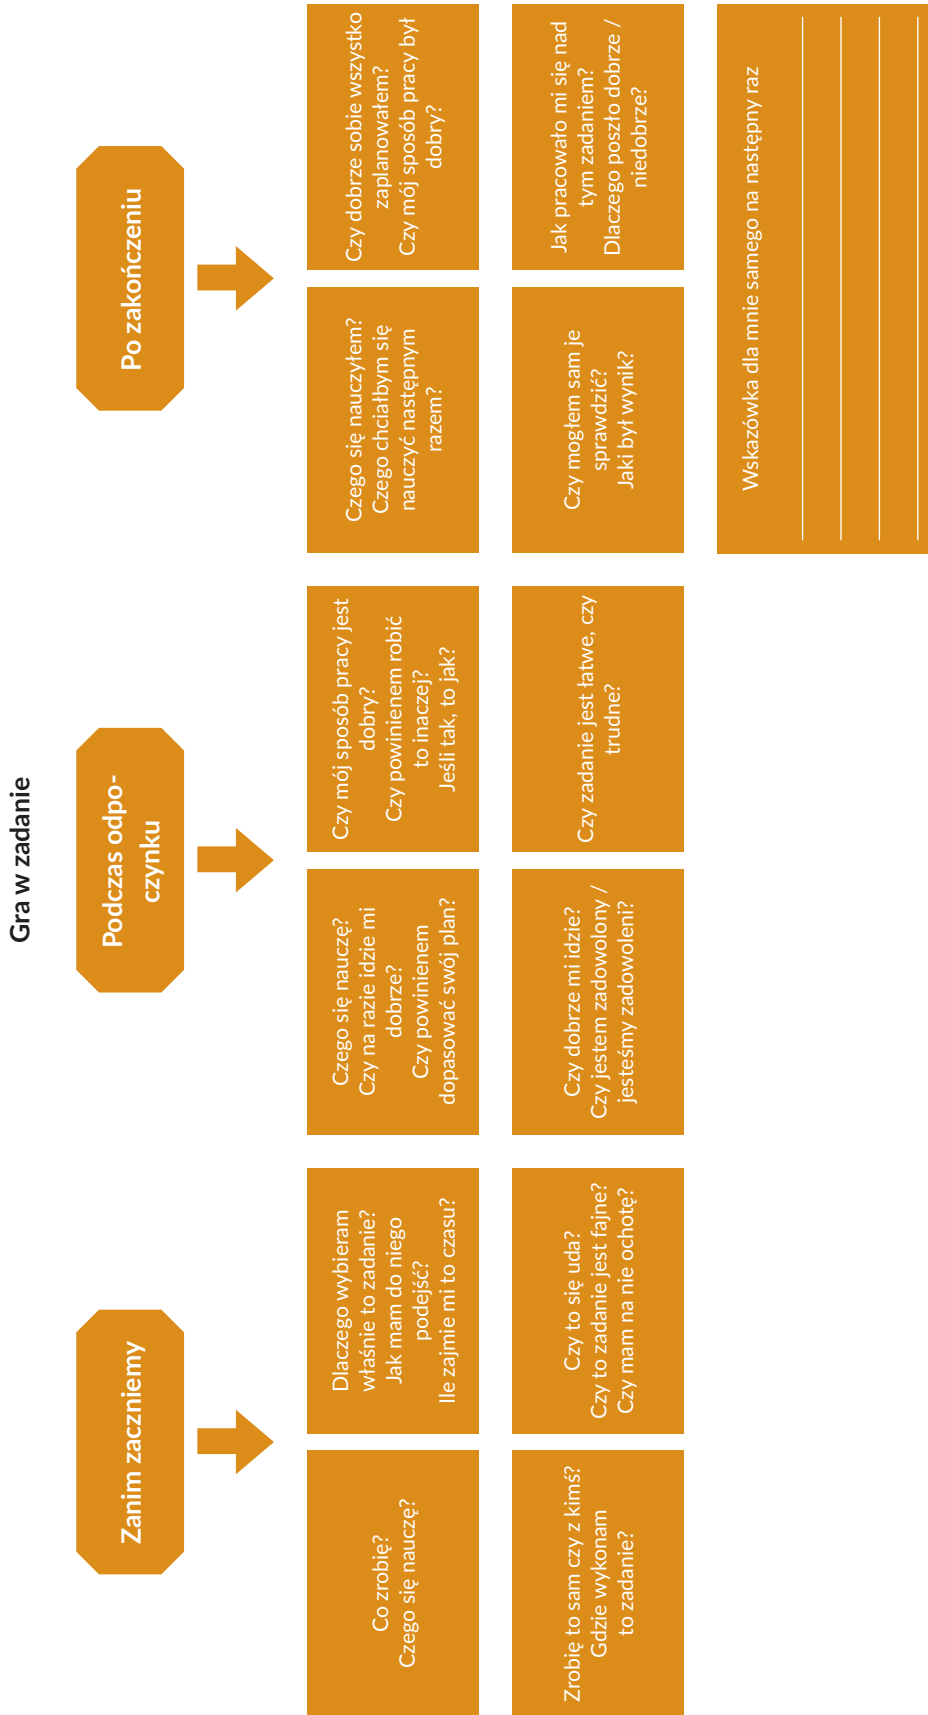 Gra w zadanie
Zanim zaczniemy
Co zrobię?
Czego się nauczę?
Dlaczego wybieram
właśnie to zadanie?
Jak mam do niego
podejść?
Ile zajmie mi to czasu?
Zrobię to sam czy z kimś?
Gdzie wykonam
to zadanie?
Czy to się uda?
Czy to zadanie jest fajne?
Czy mam na nie ochotę?
Podczas odpo-
czynku
Czego się nauczę?
Czy na razie idzie mi
dobrze?
Czy powinienem
dopasować swój plan?
Czy mój sposób pracy jest
dobry?
Czy powinienem robić
to inaczej?
Jeśli tak, to jak?
Czy dobrze mi idzie?
Czy jestem zadowolony /
jesteśmy zadowoleni?
Czy zadanie jest łatwe, czy
trudne?
Po zakończeniu
Czego się nauczyłem?
Czego chciałbym się
nauczyć następnym
razem?
Czy dobrze sobie wszystko
zaplanowałem?
Czy mój sposób pracy był
dobry?
Czy mogłem sam je
sprawdzić?
Jaki był wynik?
Jak pracowało mi się nad
tym zadaniem?
Dlaczego poszło dobrze /
niedobrze?
Wskazówka dla mnie samego na następny raz